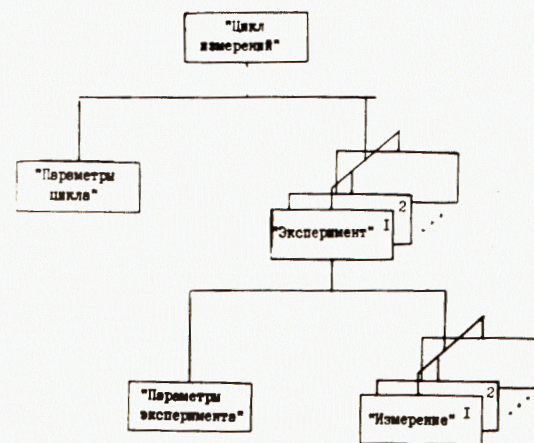 "Цикл
измерений"
"Параметры
цикла"
2
"Эксперимент" I
"Параметры
эксперимента"
2
"Измерение" I